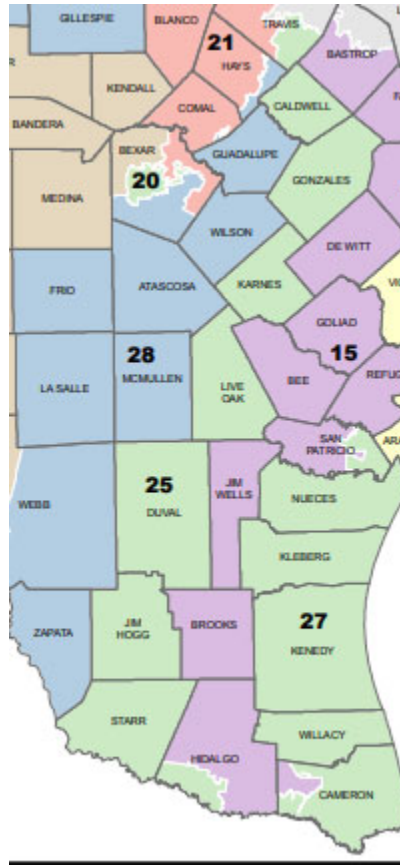 GILLESPIE
BLANCO
TRAVIS
21
HAYS
BASTROP
KENDALL
COMAL
CALDWELL
BANDERA
BEXAR
GUADALUPE
20
GONZALES
MEDINA
WILSON
DE WITT
FRIO
ATASCOSA
KARNES
GOLIAD
28
15
LA SALLE
MCMULLEN
LIVE
OAK
BEE
REFUG
SAN
PATRICIO
ARA
25
JIM
WELLS
NUECES
WEBB
DUVAL
KLEBERG
ZAPATA
JIM
HOGG
BROOKS
27
KENEDY
STARR
WILLACY
HIDALGO
CAMERON